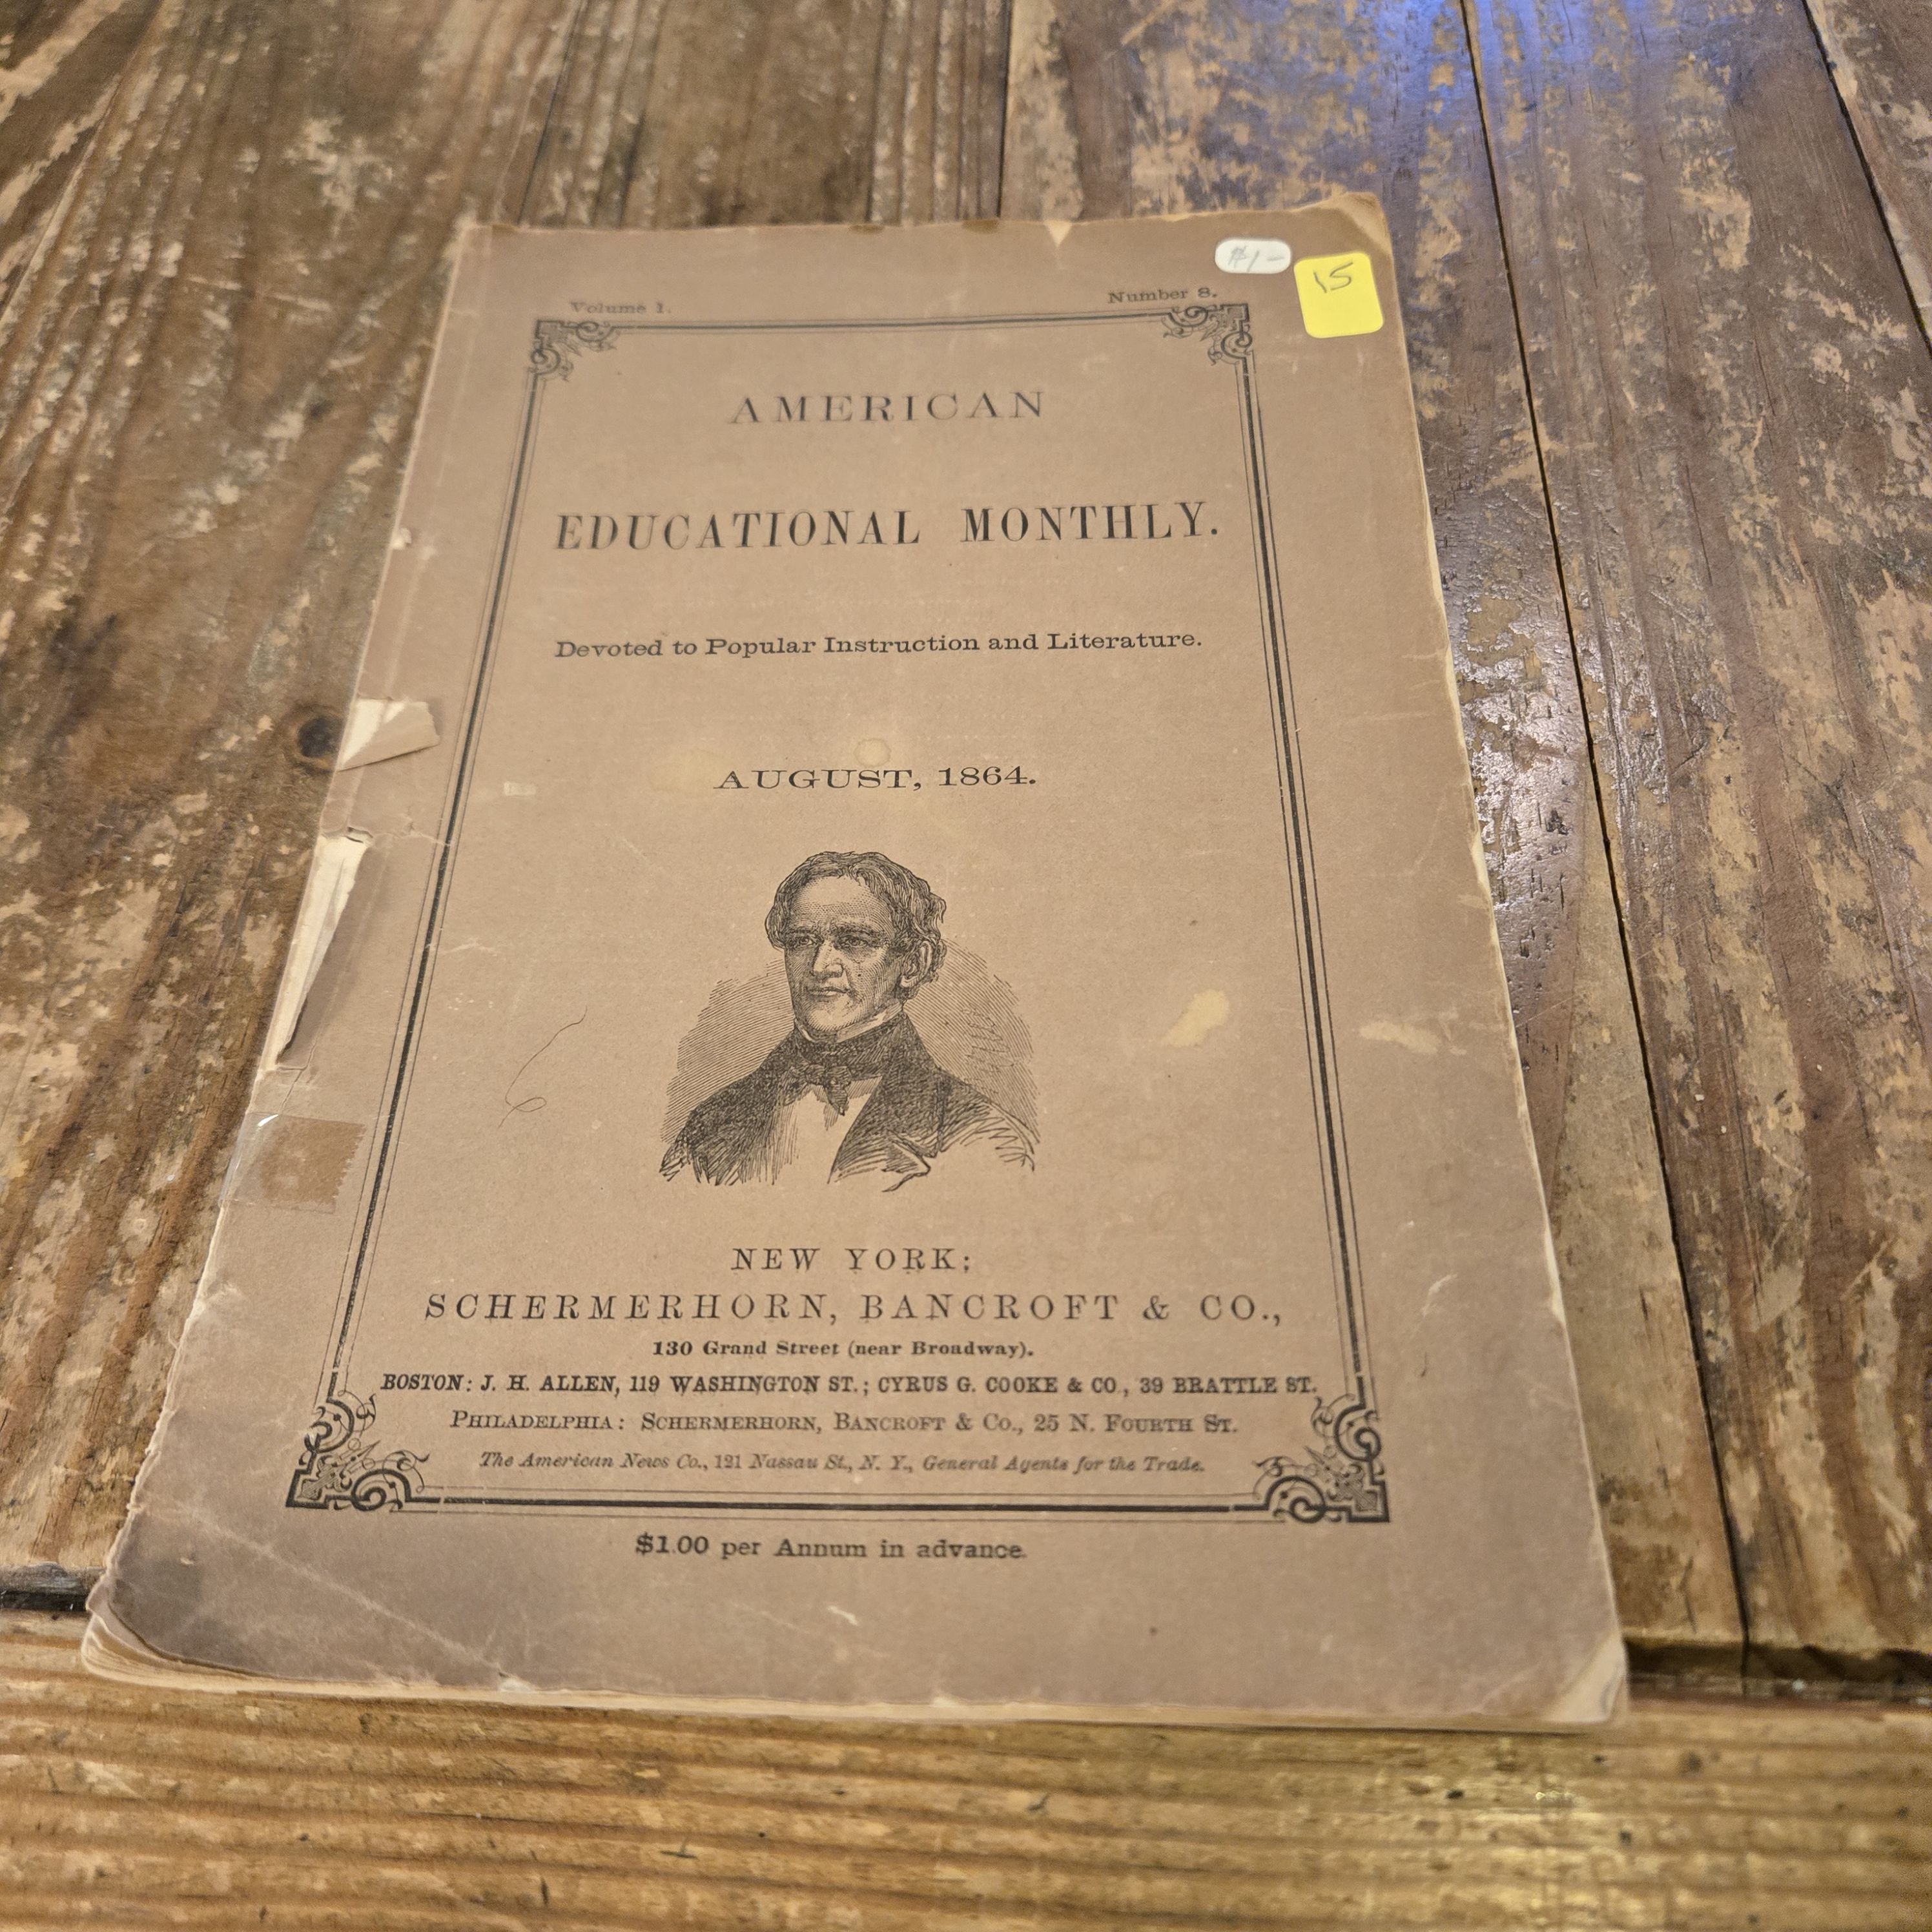 $1-
15
Volume 1. Number 8.
AMERICAN
EDUCATIONAL MONTHLY.
Devoted to Popular Instruction and Literature.
AUGUST, 1864.
NEW YORK;
SCHERMERHORN, BANCROFT & CO.,
130 Grand Street (near Broadway).
BOSTON: J. H. ALLEN, 119 WASHINGTON ST.; CYRUS G. COOKE & CO., 39 BRATTLE ST.
PHILADELPHIA: SCHERMERHORN, BANCROFT & CO., 25 N. FOURTH ST.
The American News Co., 121 Nassau St., N. Y., General Agents for the Trade.
$1.00 per Annum in advance.